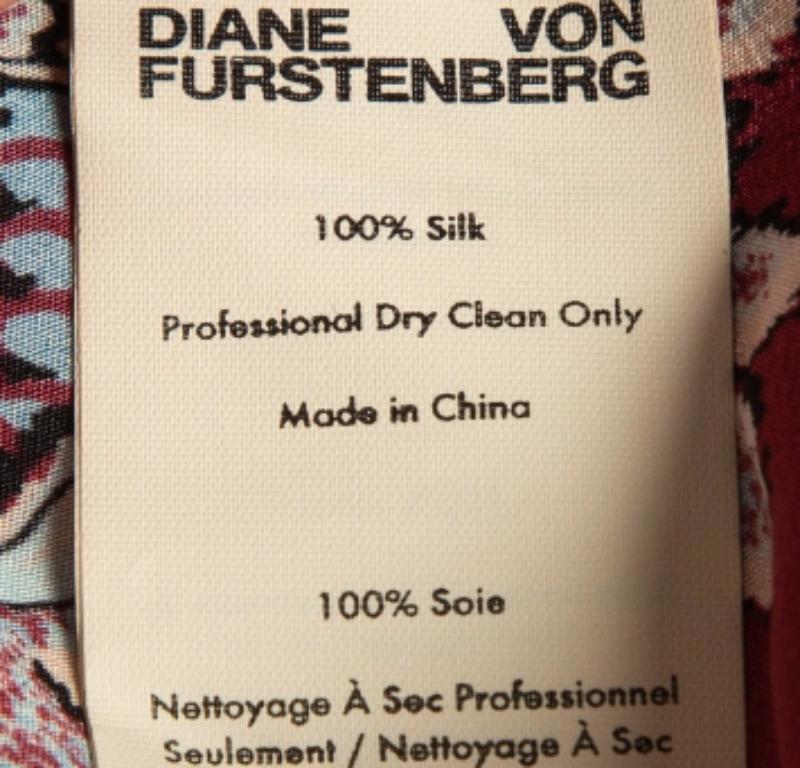 DIANE VON
FURSTENBERG
100% Silk
Professional Dry Clean Only
Made in China
100% Soie
Nettoyage À Sec Professionnel
Seulement / Nettoyage À Sec